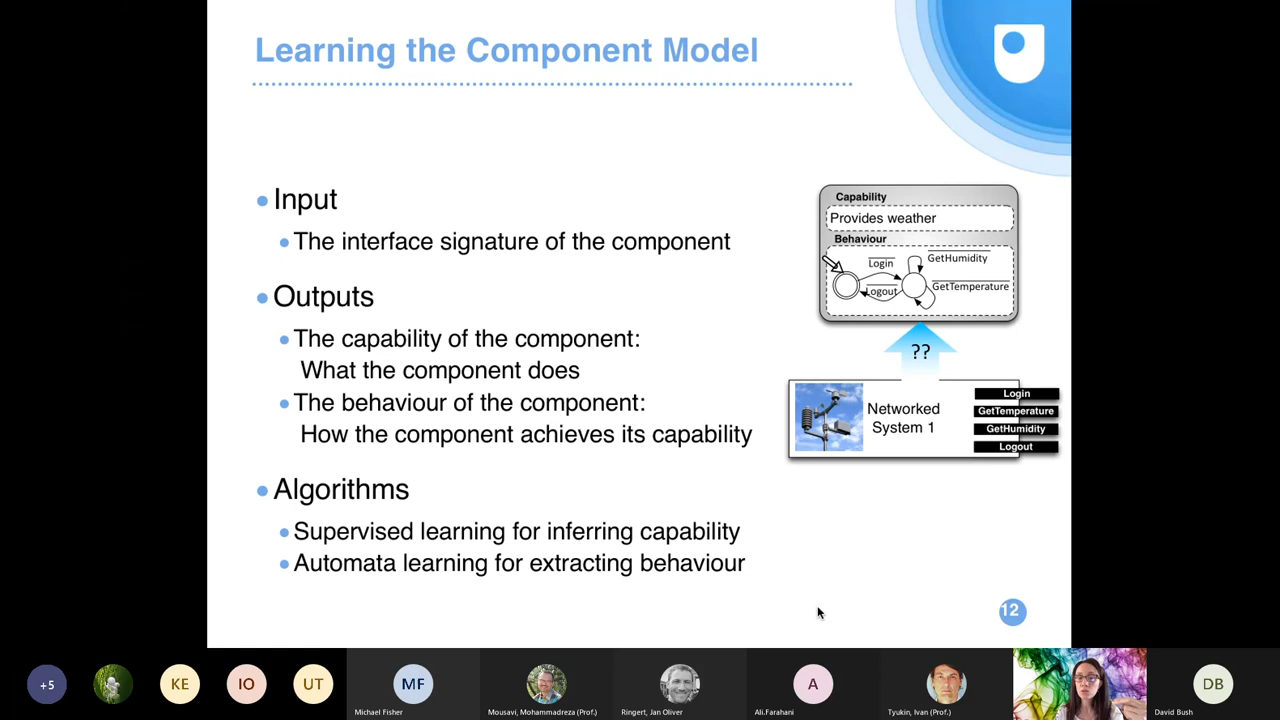 Learning the Component Model
Input
The interface signature of the component
Outputs
The capability of the component:
What the component does
The behaviour of the component:
How the component achieves its capability
Algorithms
Supervised learning for inferring capability
Automata learning for extracting behaviour
Capability
Provides weather
Behaviour
Login
GetHumidity
Logout
GetTemperature
??
Networked
System 1
Login
GetTemperature
GetHumidity
Logout
12
+5
KE
IO
UT
MF
Michael Fisher
Mousavi, Mohammadreza (Prof.)
Ringert, Jan Oliver
A
Ali.Farahani
Tyukin, Ivan (Prof.)
DB
David Bush